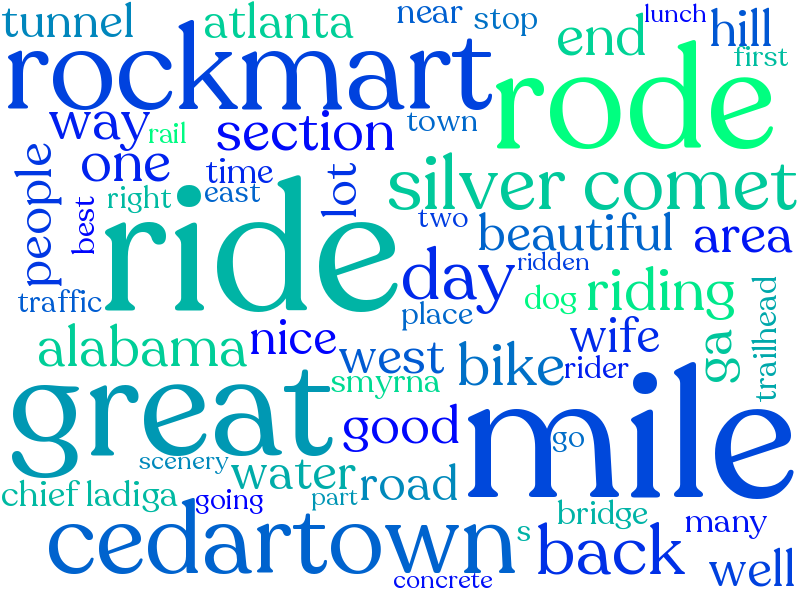 tunnel
atlanta
near
stop
lunch
hill
end
first
rockmart
rode
way
rail
section
town
one
time
people
right
east
lot
silver comet
best
ride
two
beautiful
area
day
ridden
traffic
place
dog
riding
trailhead
alabama
nice
west
bike
wife
rider
ga
great
smyrna
good
mile
go
scenery
water
road
chief ladiga
going
part
cedartown
s
bridge
many
back
well
concrete